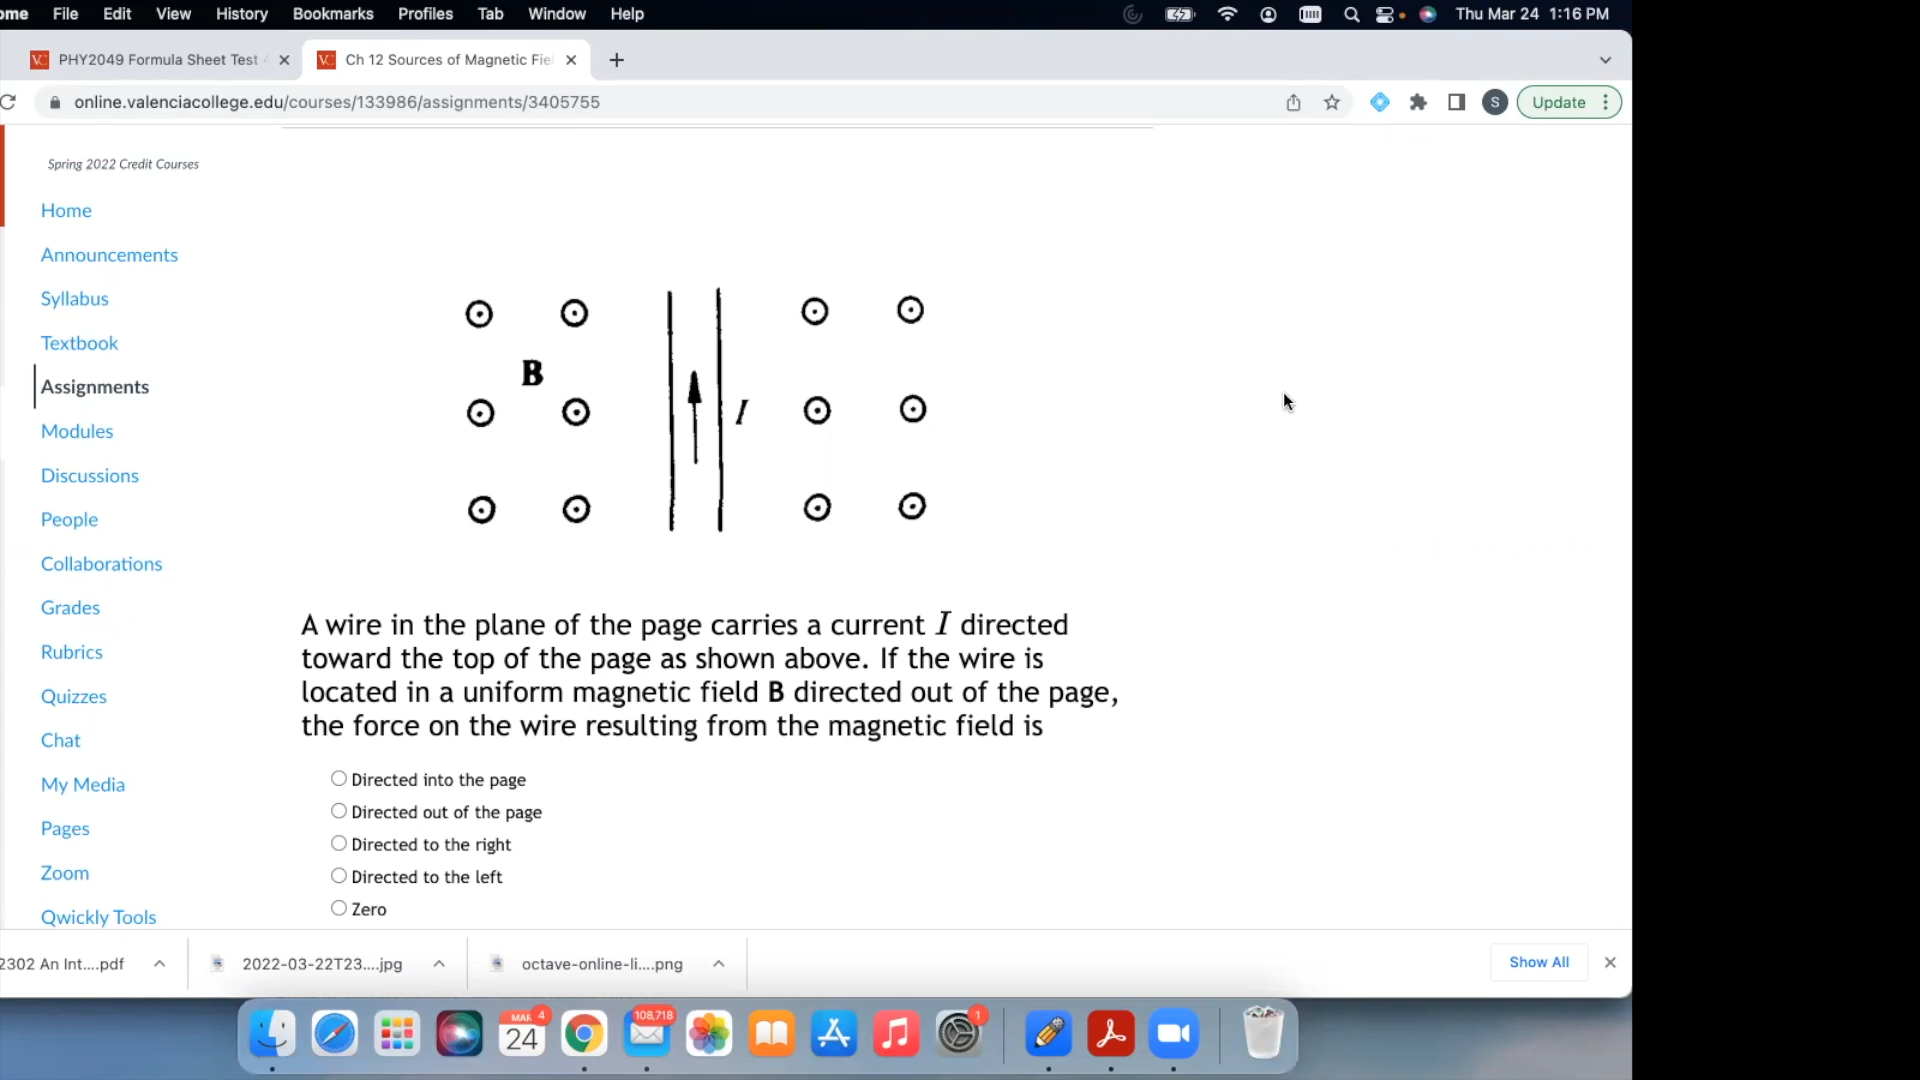 ome File Edit View History Bookmarks Profiles Tab Window Help Thu Mar 24 1:16 PM
VC PHY2049 Formula Sheet Test VC Ch 12 Sources of Magnetic Fie
online.valenciacollege.edu/courses/133986/assignments/3405755 S Update
Spring 2022 Credit Courses
Home
Announcements
Syllabus
Textbook
Assignments
Modules
Discussions
People
Collaborations
Grades
Rubrics
Quizzes
Chat
My Media
Pages
Zoom
Qwickly Tools
B
I
A wire in the plane of the page carries a current I directed
toward the top of the page as shown above. If the wire is
located in a uniform magnetic field B directed out of the page,
the force on the wire resulting from the magnetic field is
Directed into the page
Directed out of the page
Directed to the right
Directed to the left
Zero
2302 An Int....pdf 2022-03-22T23....jpg octave-online-li....png Show All
MAR 4 108,718 1
24